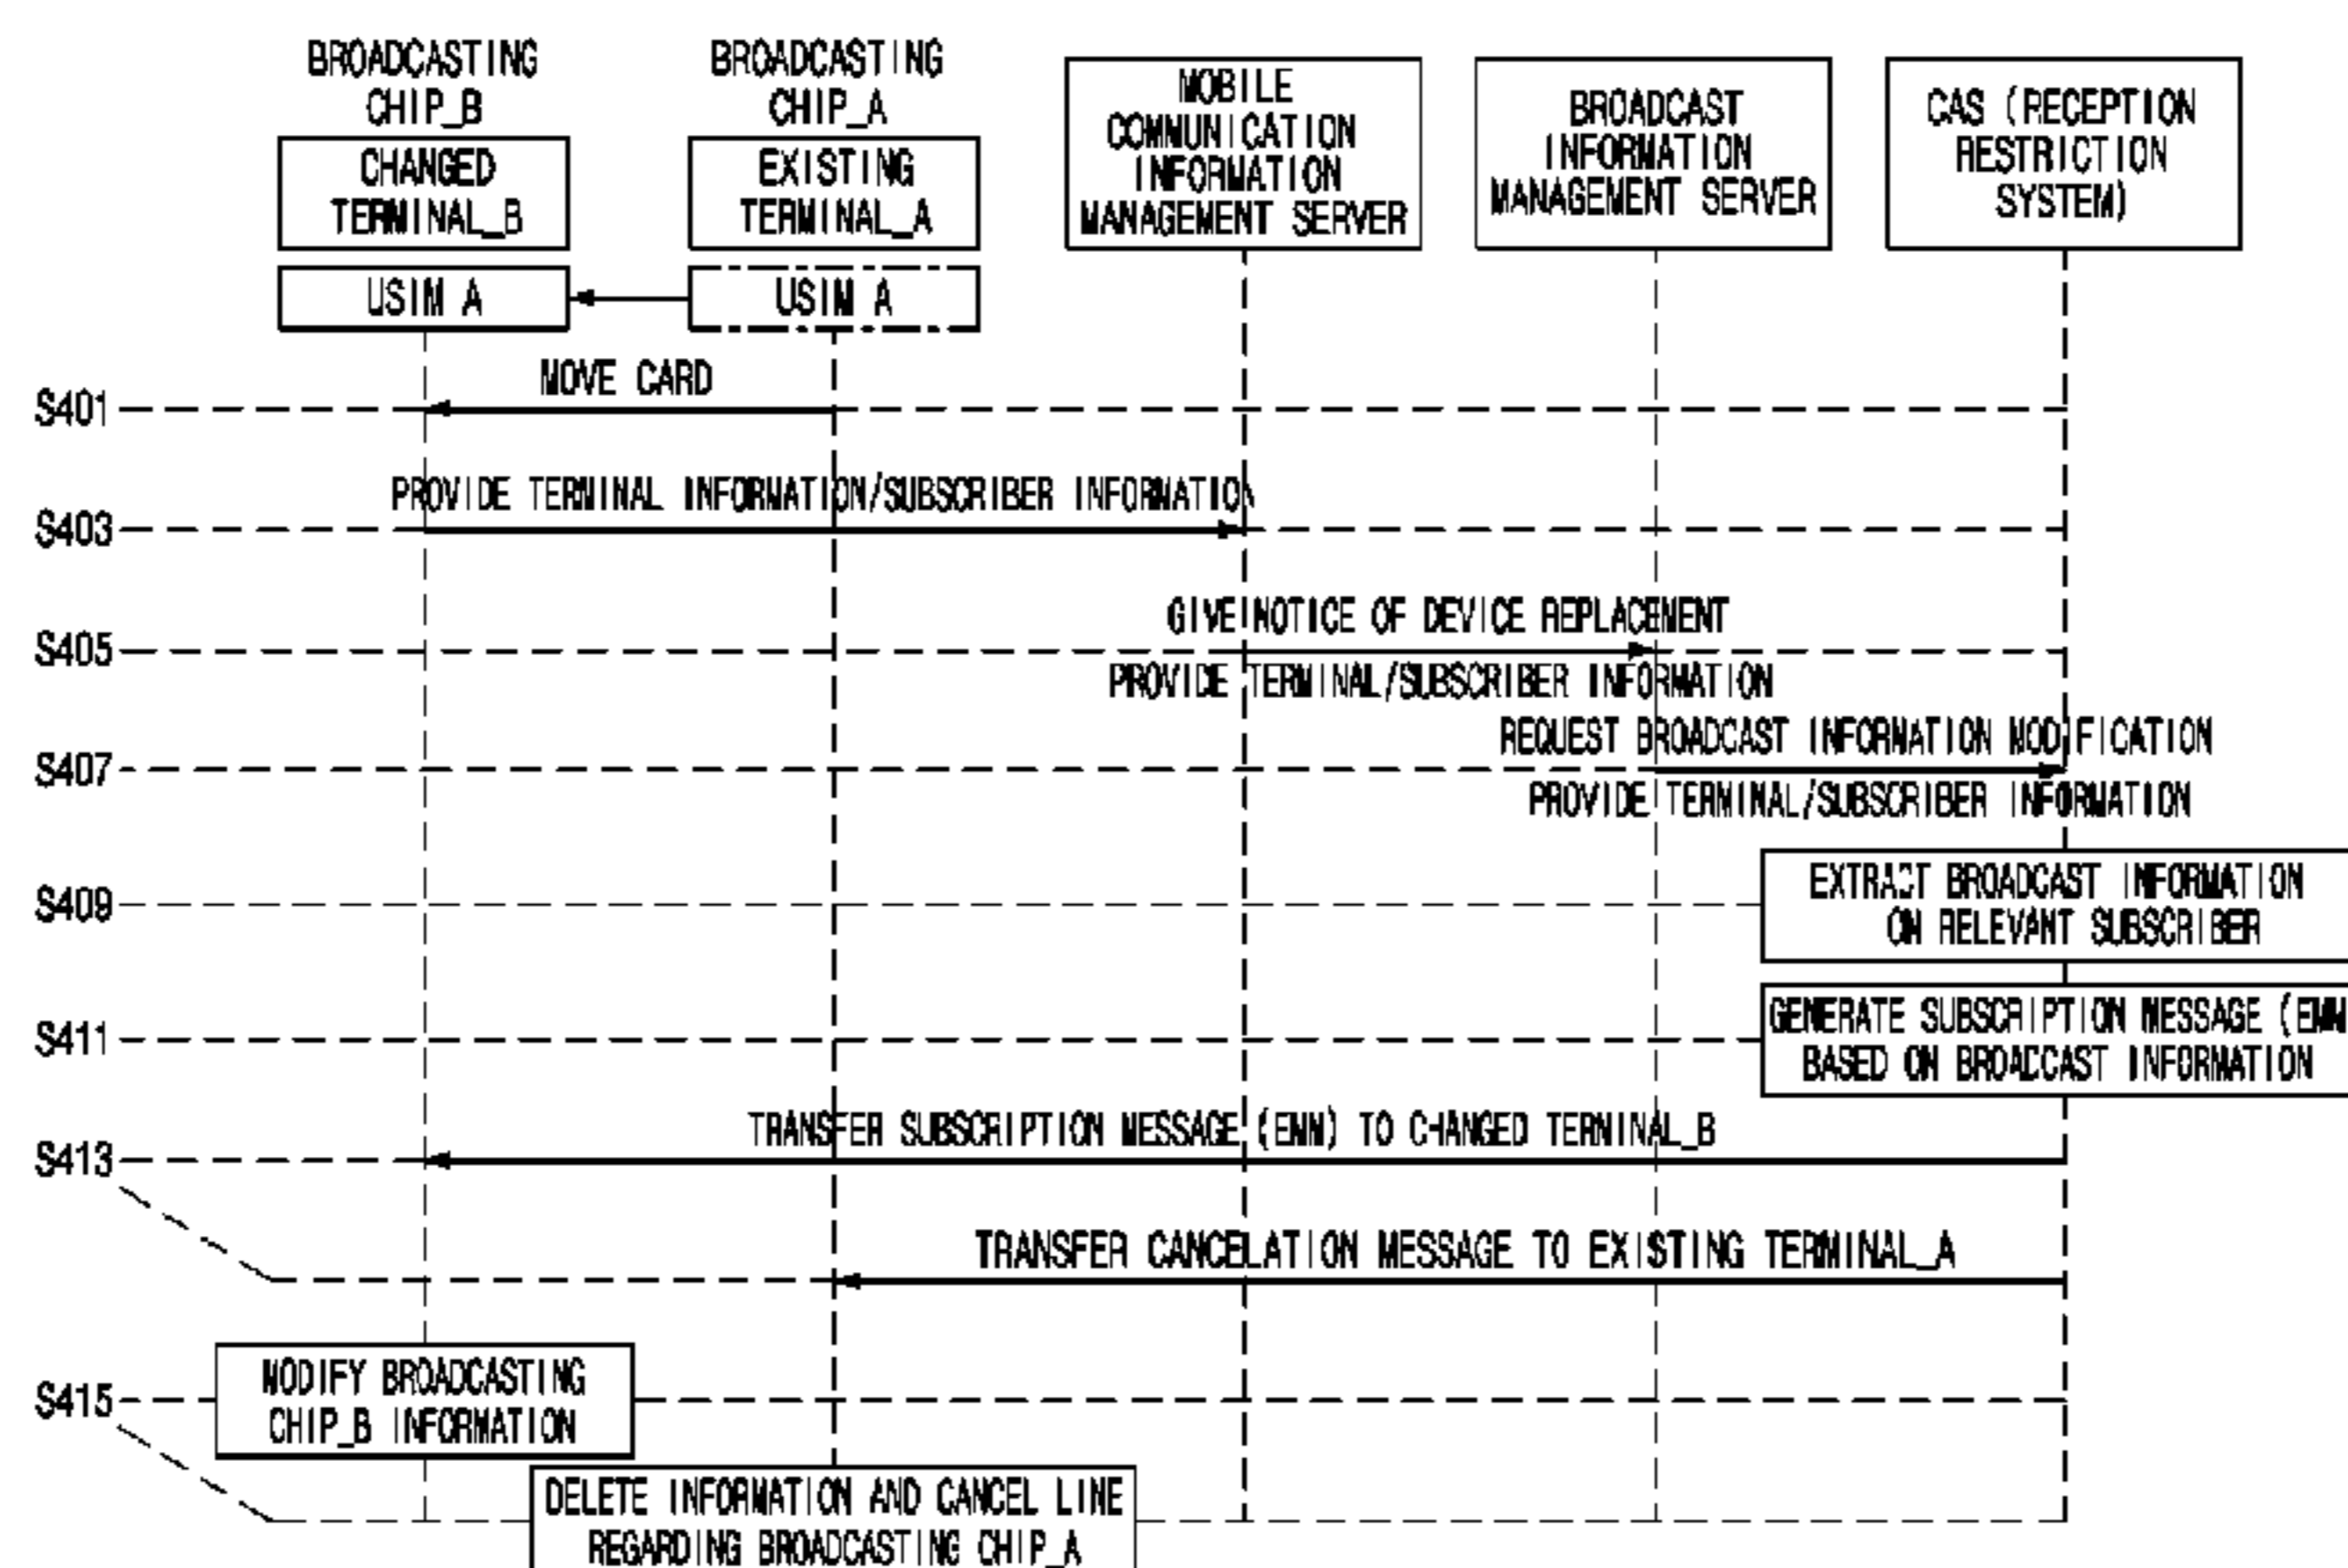 BROADCASTING
CHIP_B
BROADCASTING
CHIP_A
CHANGED
TERMINAL_B
EXISTING
TERMINAL_A
MOBILE
COMMUNICATION
INFORMATION
MANAGEMENT SERVER
BROADCAST
INFORMATION
MANAGEMENT SERVER
CAS (RECEPTION
RESTRICTION
SYSTEM)
USIM A
USIM A
MOVE CARD
S401
PROVIDE TERMINAL INFORMATION/SUBSCRIBER INFORMATION
S403
GIVE NOTICE OF DEVICE REPLACEMENT
S405
PROVIDE TERMINAL/SUBSCRIBER INFORMATION
REQUEST BROADCAST INFORMATION MODIFICATION
S407
PROVIDE TERMINAL/SUBSCRIBER INFORMATION
S409
EXTRACT BROADCAST INFORMATION
ON RELEVANT SUBSCRIBER
S411
GENERATE SUBSCRIPTION MESSAGE (EMM
BASED ON BROADCAST INFORMATION
TRANSFER SUBSCRIPTION MESSAGE (EMM) TO CHANGED TERMINAL_B
S413
TRANSFER CANCELATION MESSAGE TO EXISTING TERMINAL_A
S415
MODIFY BROADCASTING
CHIP_B INFORMATION
DELETE INFORMATION AND CANCEL LINE
REGARDING BROADCASTING CHIP_A